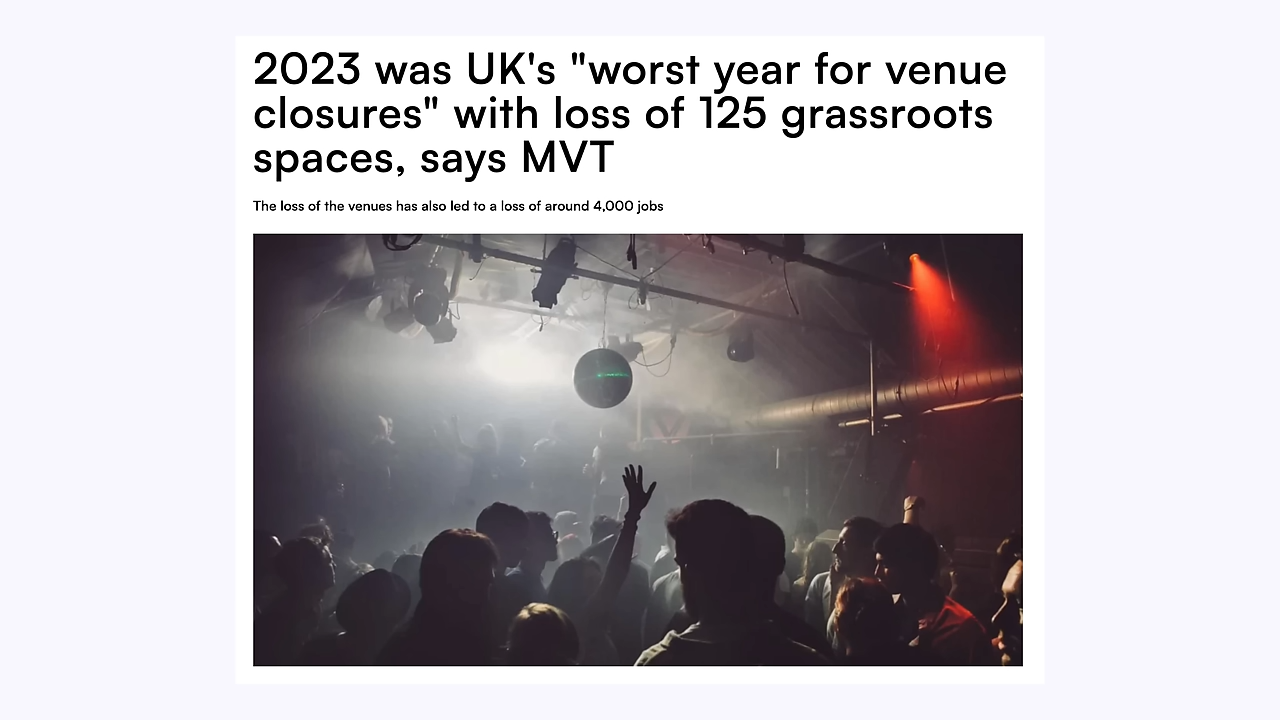 2023 was UK's "worst year for venue
closures" with loss of 125 grassroots
spaces, says MVT
The loss of the venues has also led to a loss of around 4,000 jobs